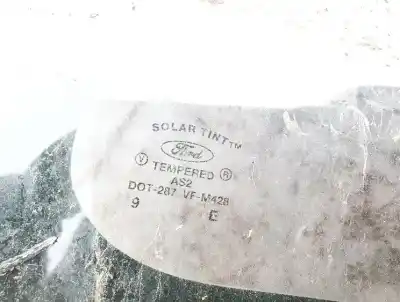 SOLAR TINT™
Ford
V TEMPERED R
AS2
DOT-287 VF-M428
9 E